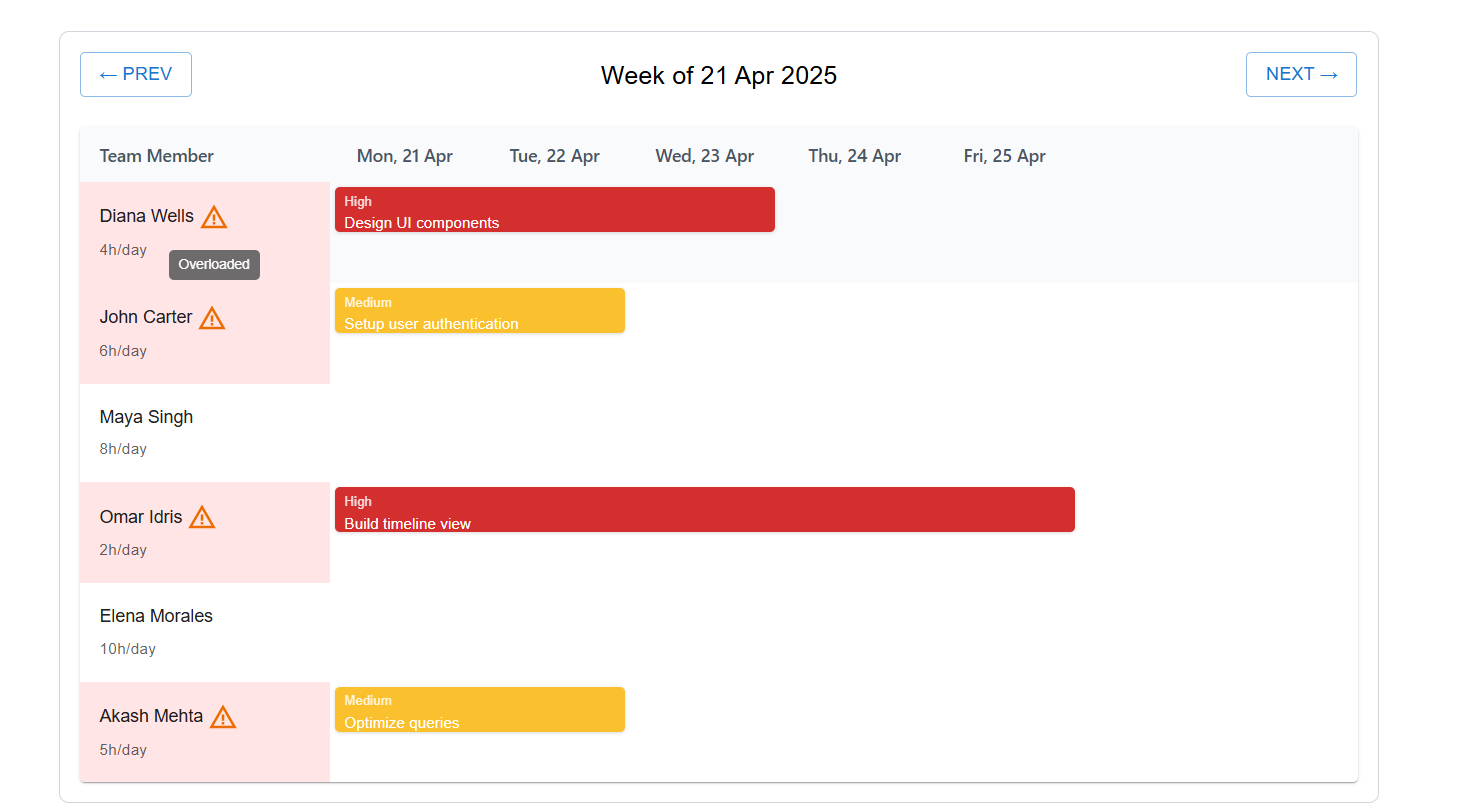 ← PREV
Week of 21 Apr 2025
NEXT →
Team Member
Mon, 21 Apr
Tue, 22 Apr
Wed, 23 Apr
Thu, 24 Apr
Fri, 25 Apr
Diana Wells
4h/day
Overloaded
High
Design UI components
John Carter
6h/day
Medium
Setup user authentication
Maya Singh
8h/day
Omar Idris
2h/day
High
Build timeline view
Elena Morales
10h/day
Akash Mehta
5h/day
Medium
Optimize queries